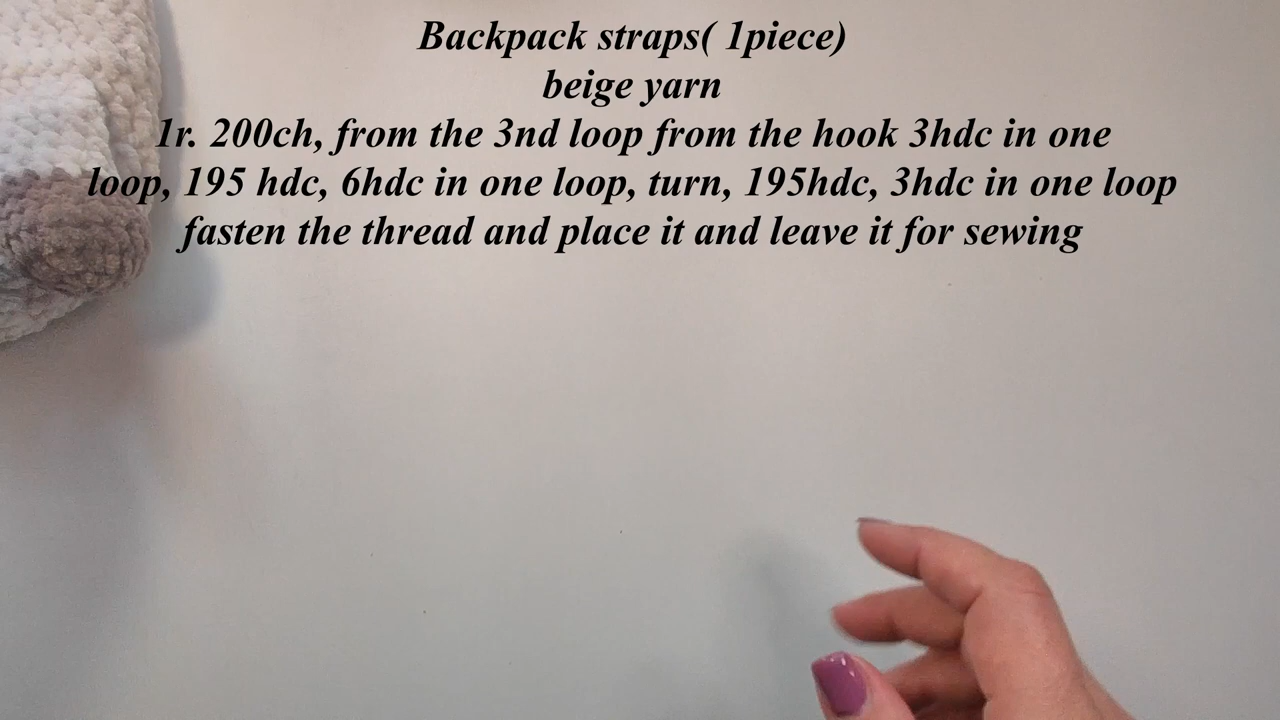 Backpack straps( 1piece)
beige yarn
1r. 200ch, from the 3nd loop from the hook 3hdc in one
loop, 195 hdc, 6hdc in one loop, turn, 195hdc, 3hdc in one loop
fasten the thread and place it and leave it for sewing